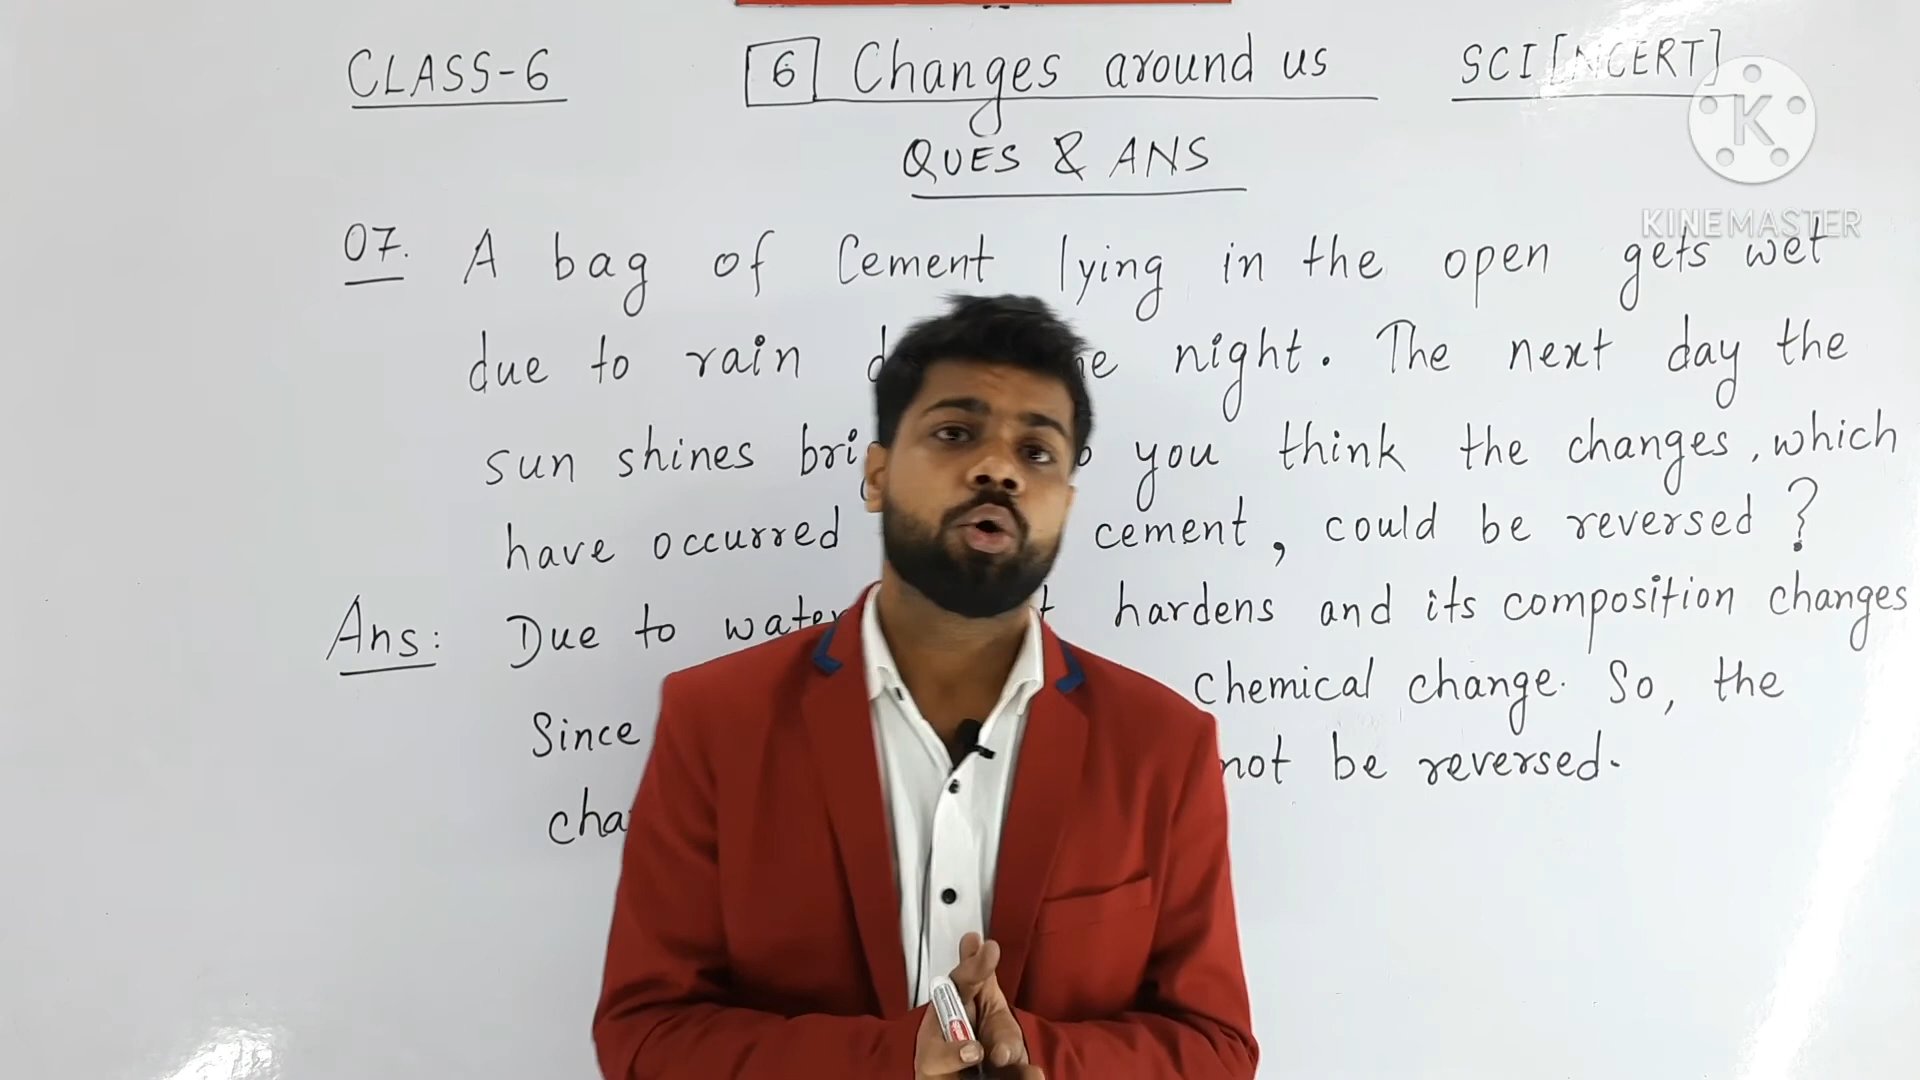 CLASS-6 6 Changes around us SCI [NCERT]
QUES & ANS
K
KINEMASTER
07. A bag of Cement lying in the open gets wet
due to rain night. The next day the
sun shines you think the changes, which
have occurred cement, could be reversed ?
Ans: Due to water hardens and its composition changes
Since chemical change. So, the
not be reversed.